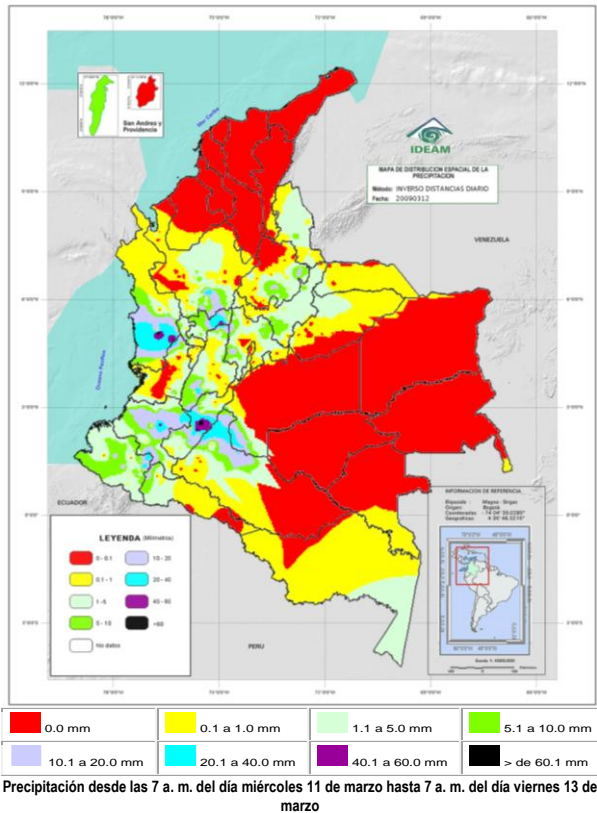 San Andres y
Providencia
Mar Caribe
IDEAM
MAPA DE DISTRIBUCION ESPACIAL DE LA
PRECIPITACION
Método: INVERSO DISTANCIAS DIARIO
Fecha: 20090312
VENEZUELA
Océano Pacífico
ECUADOR
PERU
INFORMACIÓN DE REFERENCIA
LEYENDA (Milímetros)
0 - 0.1
10 - 20
0.1 - 1
20 - 40
1 - 5
5 - 10
>60
No datos
0.0 mm
0.1 a 1.0 mm
1.1 a 5.0 mm
5.1 a 10.0 mm
10.1 a 20.0 mm
20.1 a 40.0 mm
40.1 a 60.0 mm
> de 60.1 mm
Precipitación desde las 7 a. m. del día miércoles 11 de marzo hasta 7 a. m. del día viernes 13 de
marzo